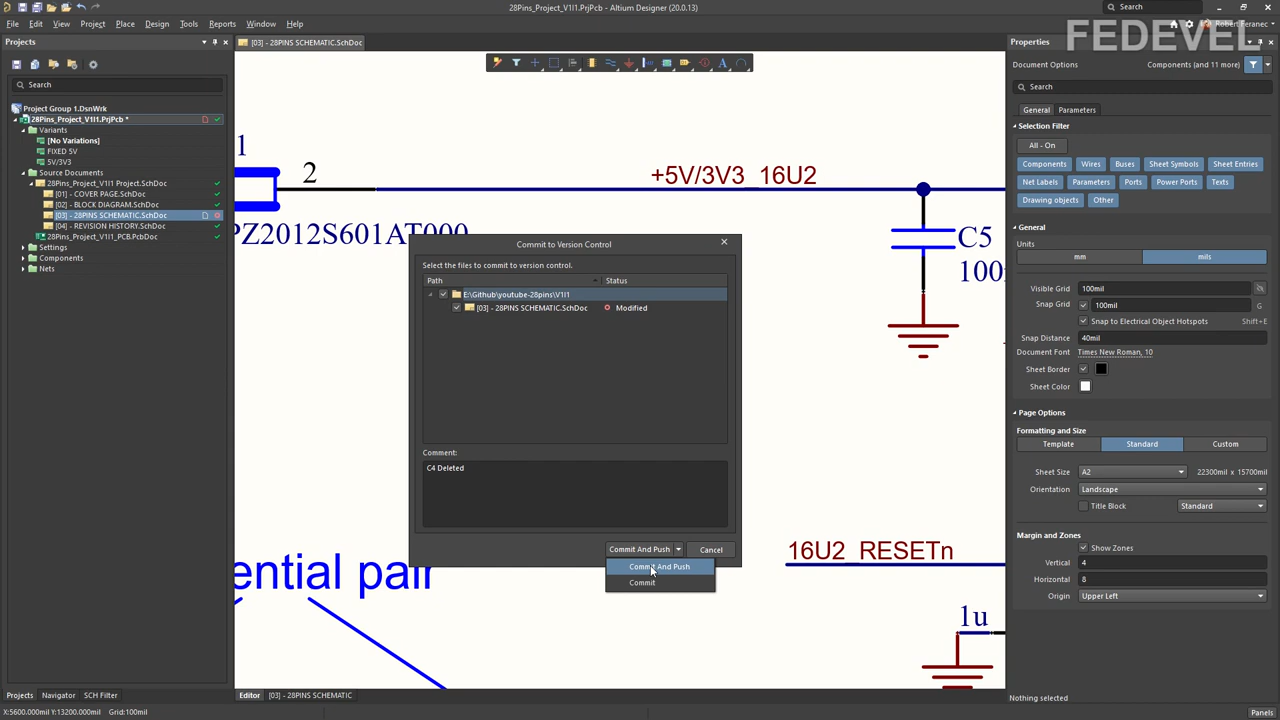 28Pins_Project_V1I1.PrjPcb - Altium Designer (20.0.13)
Search
File Edit View Project Place Design Tools Reports Window Help
Robert Feranec
FEDEVEL
Projects
[03] - 28PINS SCHEMATIC.SchDoc
Properties
Search
Project Group 1.DsnWrk
28Pins_Project_V1I1.PrjPcb *
Variants
[No Variations]
FIXED 5V
5V/3V3
Source Documents
28Pins_Project_V1I1 Project.SchDoc
[01] - COVER PAGE.SchDoc
[02] - BLOCK DIAGRAM.SchDoc
[03] - 28PINS SCHEMATIC.SchDoc
[04] - REVISION HISTORY.SchDoc
28Pins_Project_V1I1_PCB.PcbDoc
Settings
Components
Nets
1
2
+5V/3V3_16U2
PZ2012S601AT000
C5
100
ential pair
16U2_RESETn
1u
Commit to Version Control
Select the files to commit to version control.
Path Status
E:\Github\youtube-28pins\V1I1
[03] - 28PINS SCHEMATIC.SchDoc Modified
Comment:
C4 Deleted
Commit And Push Cancel
Commit And Push
Commit
Document Options Components (and 11 more)
Search
General Parameters
Selection Filter
All - On
Components Wires Buses Sheet Symbols Sheet Entries
Net Labels Parameters Ports Power Ports Texts
Drawing objects Other
General
Units
mm mils
Visible Grid 100mil
Snap Grid 100mil G
Snap to Electrical Object Hotspots Shift+E
Snap Distance 40mil
Document Font Times New Roman, 10
Sheet Border
Sheet Color
Page Options
Formatting and Size
Template Standard Custom
Sheet Size A2 22300mil x 15700mil
Orientation Landscape
Title Block Standard
Margin and Zones
Show Zones
Vertical 4
Horizontal 8
Origin Upper Left
Nothing selected
Projects Navigator SCH Filter
Editor [03] - 28PINS SCHEMATIC
X:5600.000mil Y:13200.000mil Grid:100mil
Panels